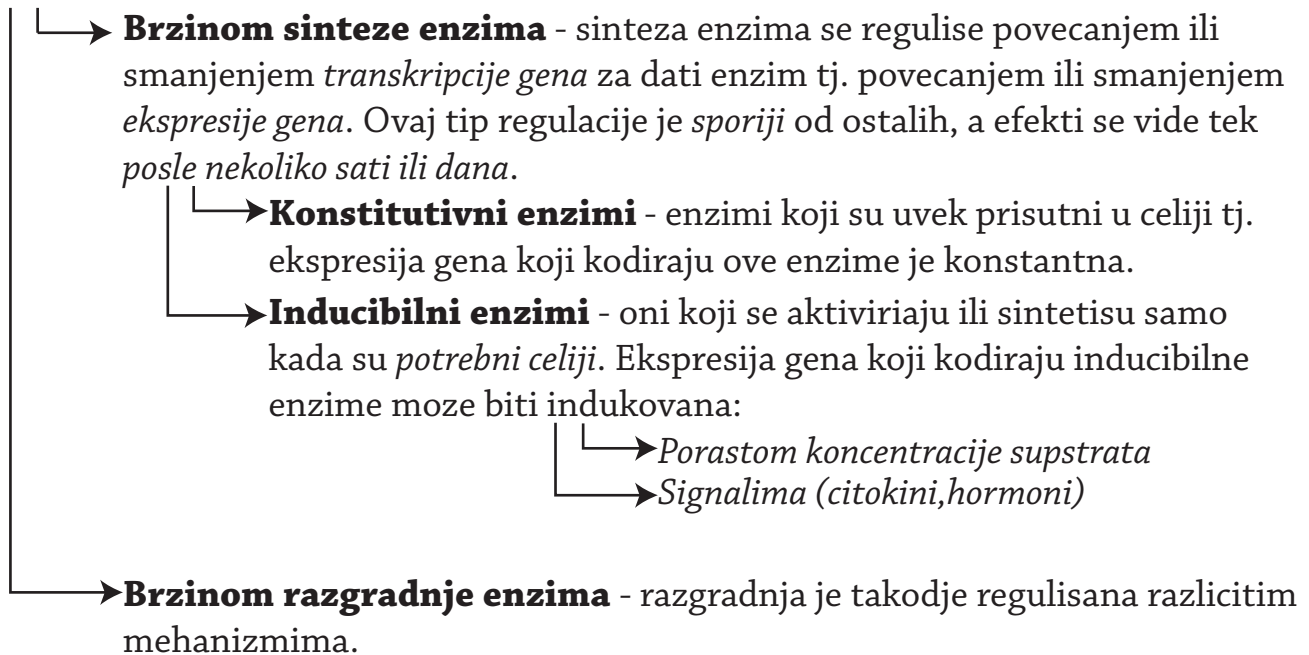 Brzinom sinteze enzima - sinteza enzima se regulise povecanjem ili
smanjenjem transkripcije gena za dati enzim tj. povecanjem ili smanjenjem
ekspresije gena. Ovaj tip regulacije je sporiji od ostalih, a efekti se vide tek
posle nekoliko sati ili dana.
Konstitutivni enzimi - enzimi koji su uvek prisutni u celiji tj.
ekspresija gena koji kodiraju ove enzime je konstantna.
Inducibilni enzimi - oni koji se aktiviriaju ili sintetisu samo
kada su potrebni celiji. Ekspresija gena koji kodiraju inducibilne
enzime moze biti indukovana:
Porastom koncentracije supstrata
Signalima (citokini,hormoni)
Brzinom razgradnje enzima - razgradnja je takodje regulisana razlicitim
mehanizmima.